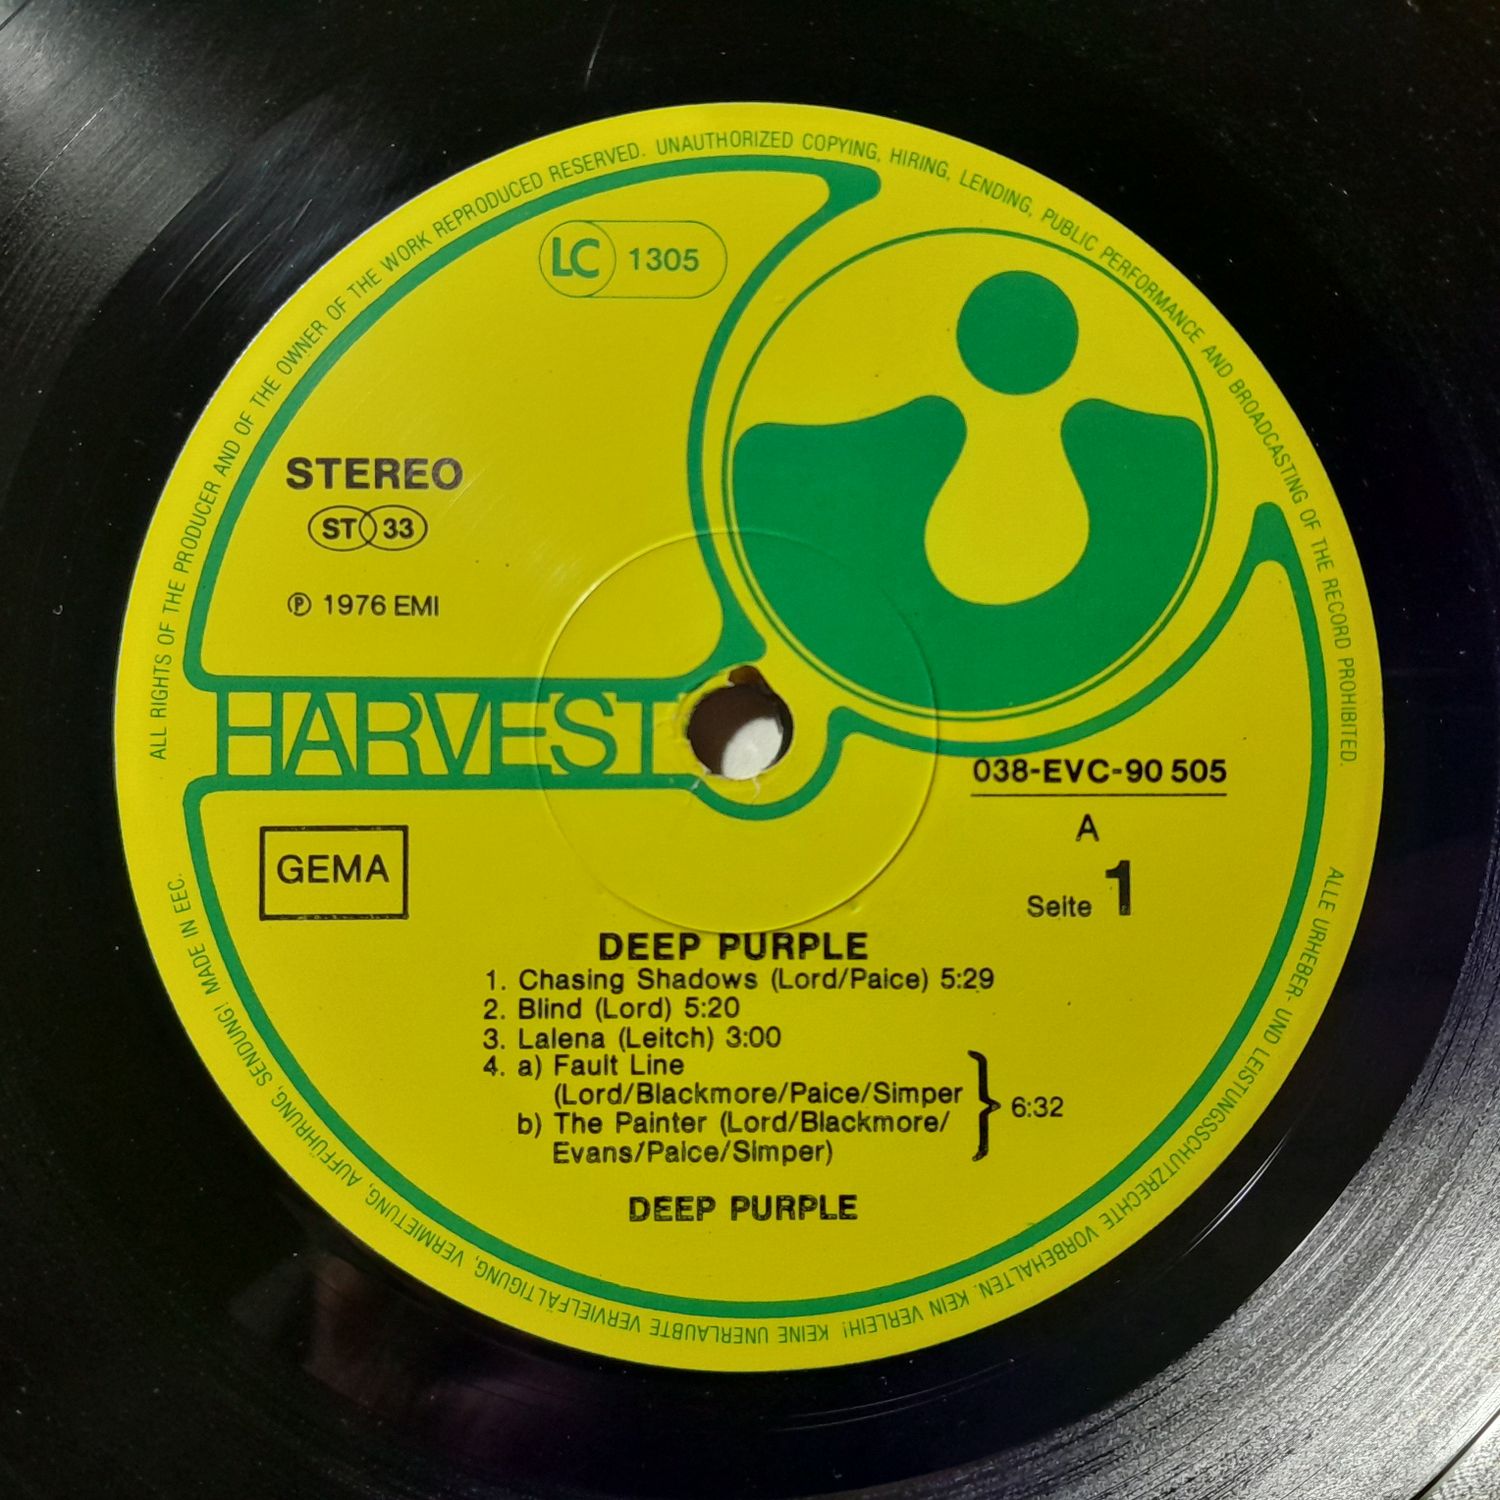 ALL RIGHTS OF THE PRODUCER AND OF THE OWNER OF THE WORK REPRODUCED RESERVED. UNAUTHORIZED COPYING, HIRING, LENDING, PUBLIC PERFORMANCE AND BROADCASTING OF THE RECORD PROHIBITED.
LC 1305
STEREO
ST 33
℗ 1976 EMI
HARVEST
038-EVC-90 505
A
Seite 1
GEMA
DEEP PURPLE
1. Chasing Shadows (Lord/Paice) 5:29
2. Blind (Lord) 5:20
3. Lalena (Leitch) 3:00
4. a) Fault Line
(Lord/Blackmore/Paice/Simper
b) The Painter (Lord/Blackmore/
Evans/Paice/Simper)
} 6:32
DEEP PURPLE
ALLE URHEBER- UND LEISTUNGSSCHUTZRECHTE VORBEHALTEN. KEIN VERLEIH! KEINE UNERLAUBTE VERVIELFÄLTIGUNG, VERMIETUNG, AUFFÜHRUNG, SENDUNG! MADE IN EEC.